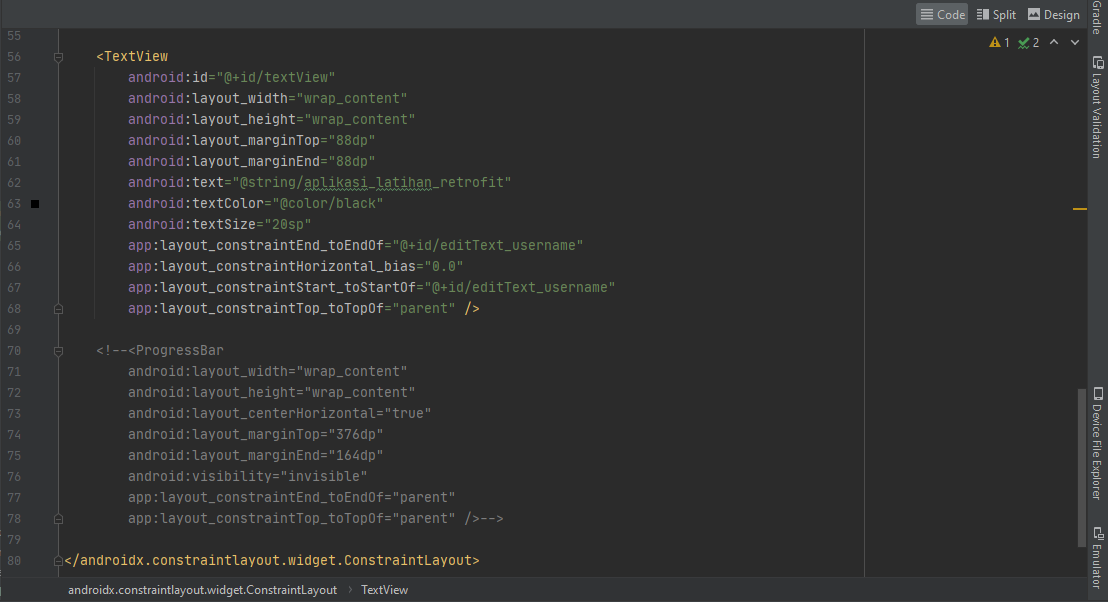 Code Split Design
Gradle
1 2
Layout Validation
55
56 <TextView
57 android:id="@+id/textView"
58 android:layout_width="wrap_content"
59 android:layout_height="wrap_content"
60 android:layout_marginTop="88dp"
61 android:layout_marginEnd="88dp"
62 android:text="@string/aplikasi_latihan_retrofit"
63 android:textColor="@color/black"
64 android:textSize="20sp"
65 app:layout_constraintEnd_toEndOf="@+id/editText_username"
66 app:layout_constraintHorizontal_bias="0.0"
67 app:layout_constraintStart_toStartOf="@+id/editText_username"
68 app:layout_constraintTop_toTopOf="parent" />
69
70 <!--<ProgressBar
71 android:layout_width="wrap_content"
72 android:layout_height="wrap_content"
73 android:layout_centerHorizontal="true"
74 android:layout_marginTop="376dp"
75 android:layout_marginEnd="164dp"
76 android:visibility="invisible"
77 app:layout_constraintEnd_toEndOf="parent"
78 app:layout_constraintTop_toTopOf="parent" />-->
79
80 </androidx.constraintlayout.widget.ConstraintLayout>
Device File Explorer
Emulator
androidx.constraintlayout.widget.ConstraintLayout › TextView